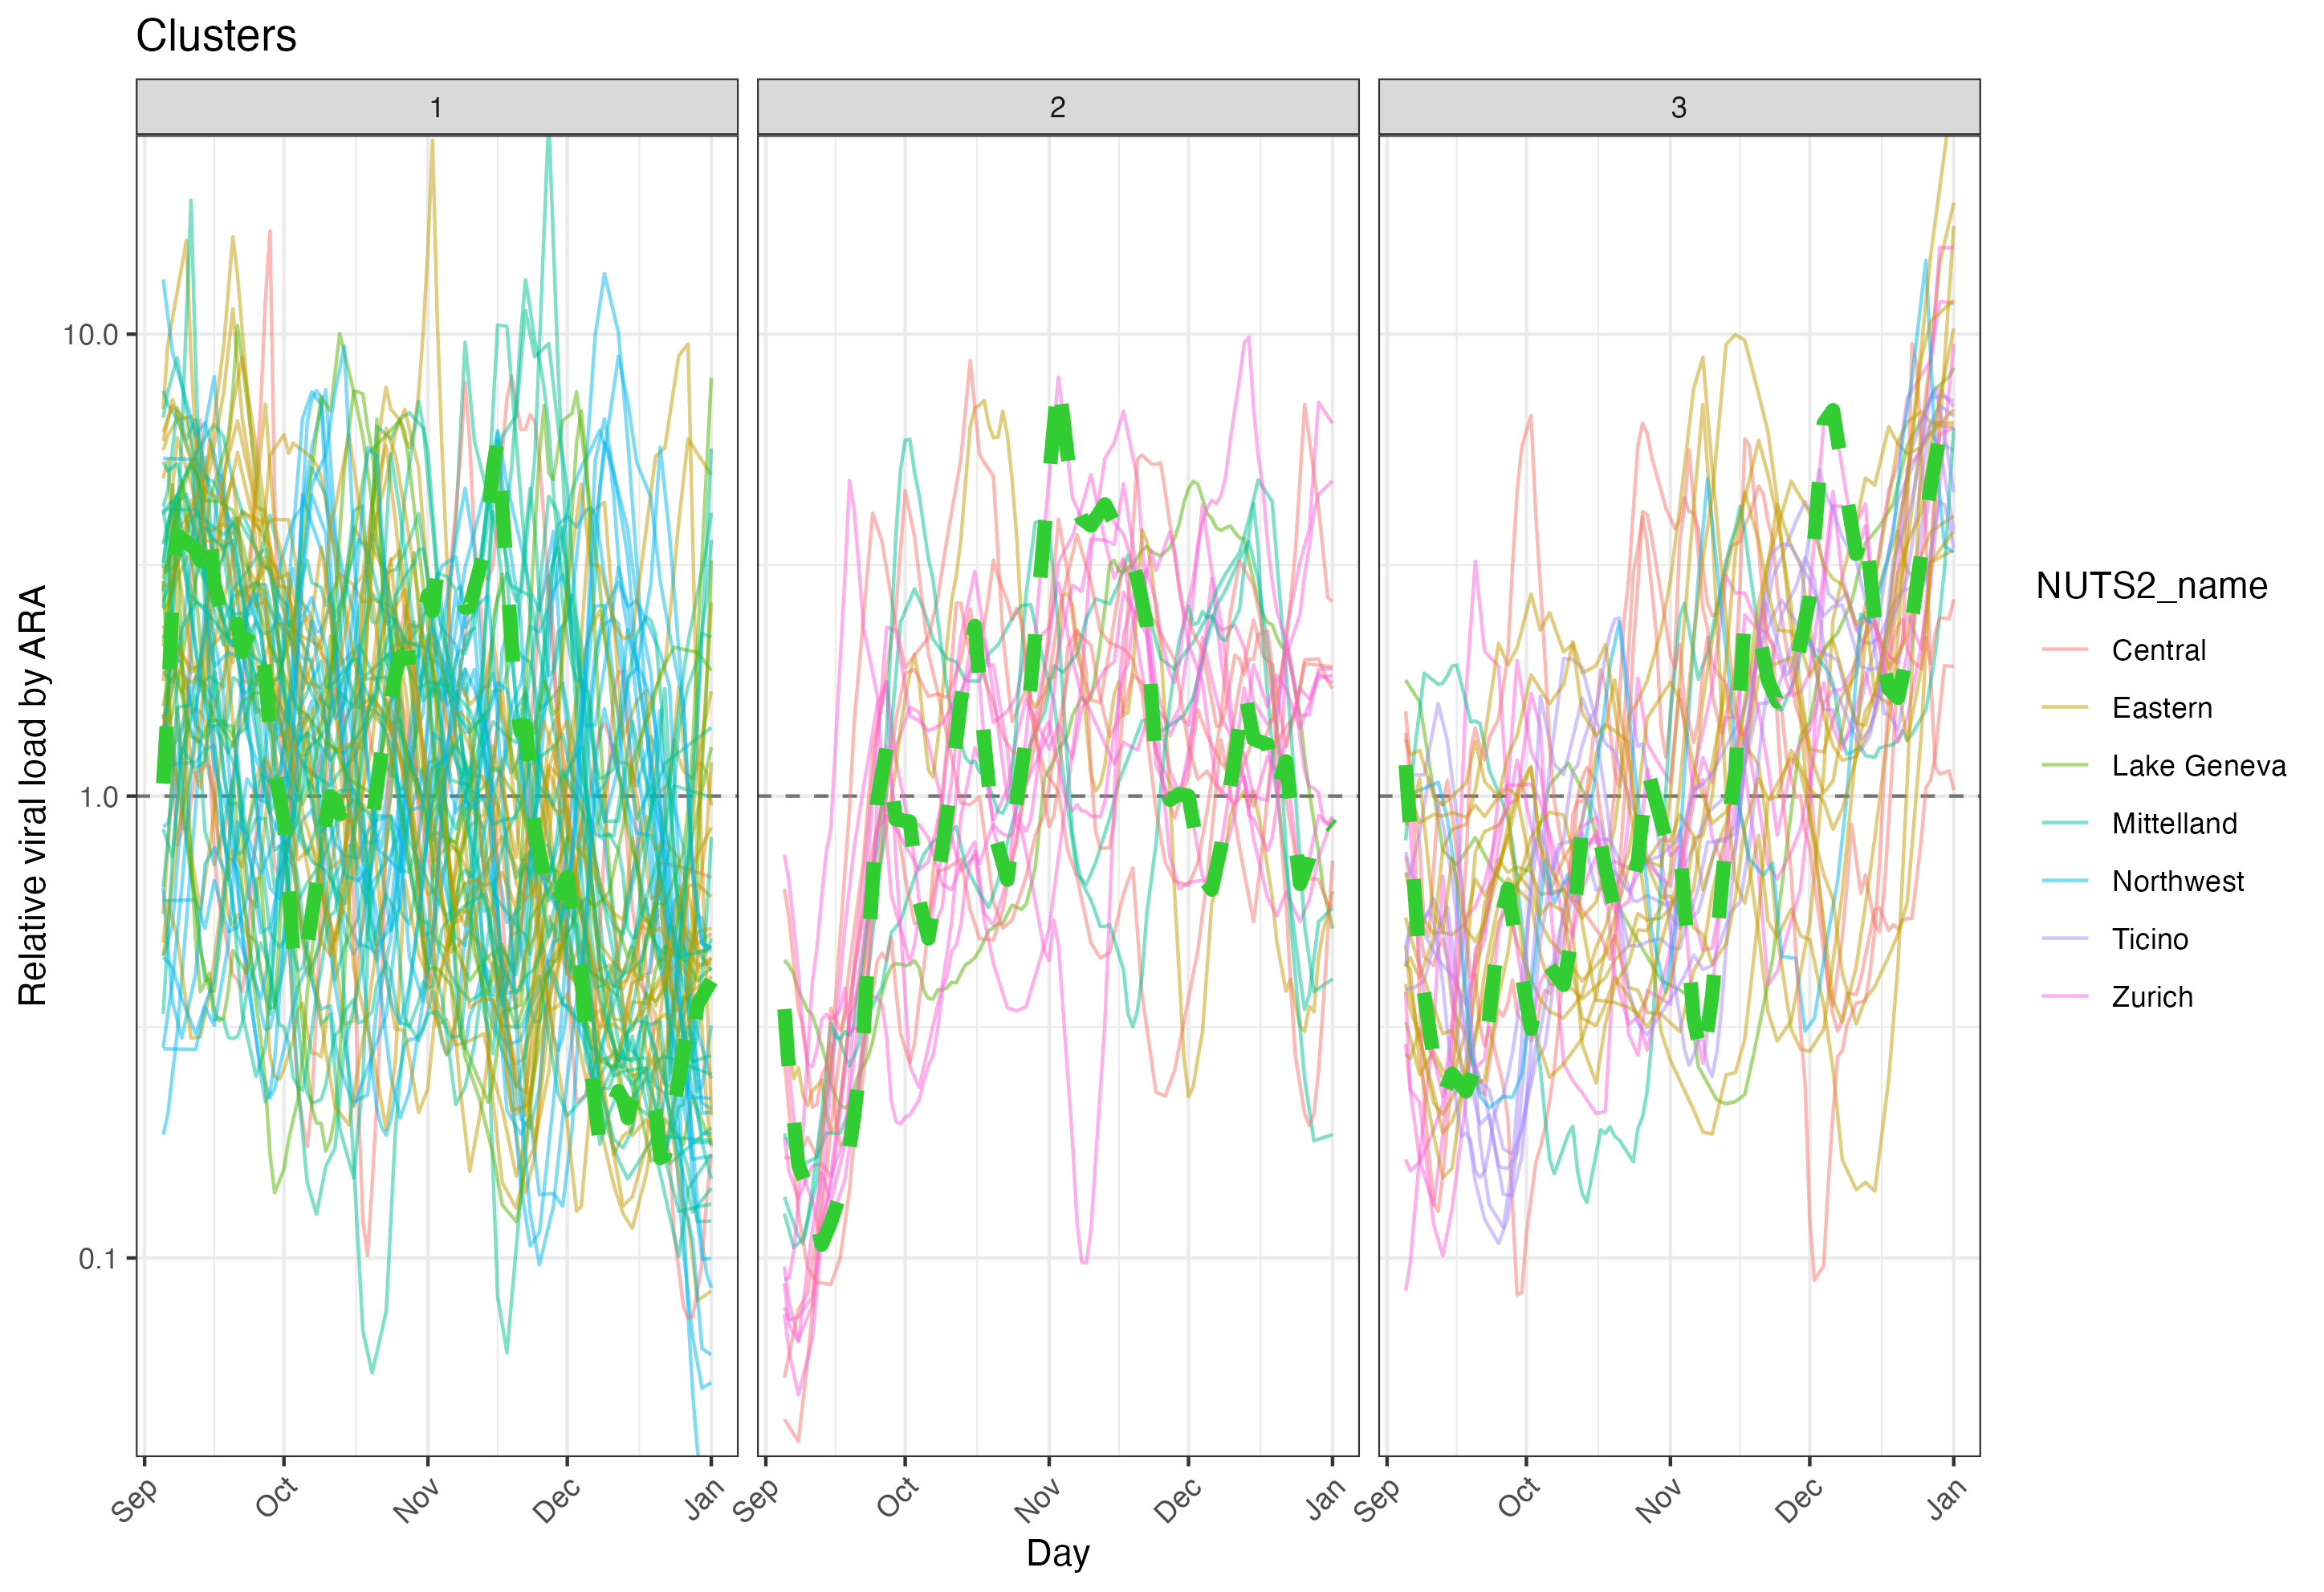 Clusters
1
2
3
10.0
1.0
0.1
Relative viral load by ARA
Sep
Oct
Nov
Dec
Jan
Sep
Oct
Nov
Dec
Jan
Sep
Oct
Nov
Dec
Jan
Day
NUTS2_name
Central
Eastern
Lake Geneva
Mittelland
Northwest
Ticino
Zurich